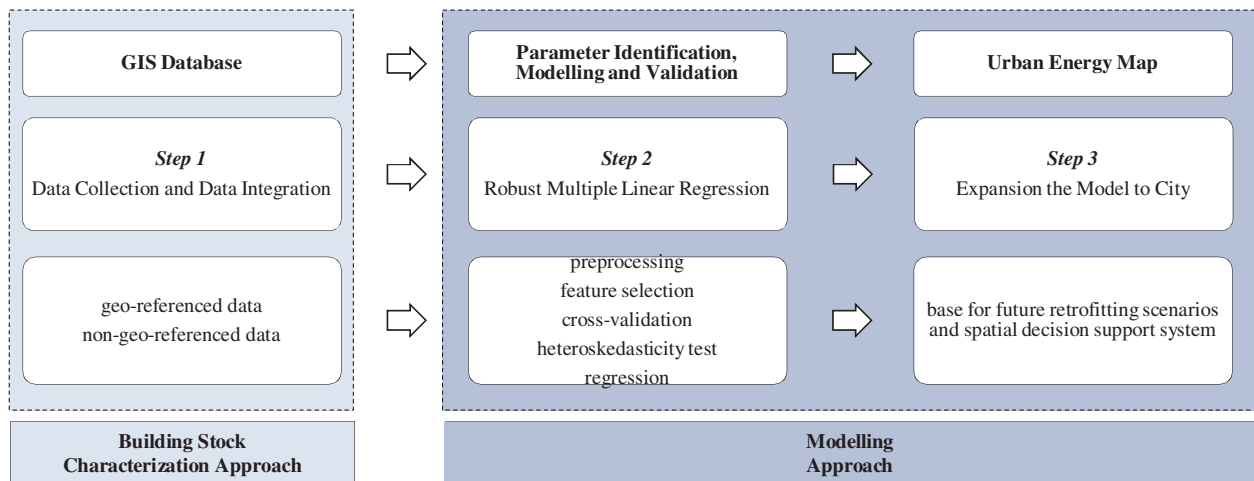 GIS Database
Parameter Identification,
Modelling and Validation
Urban Energy Map
Step 1
Data Collection and Data Integration
Step 2
Robust Multiple Linear Regression
Step 3
Expansion the Model to City
geo-referenced data
non-geo-referenced data
preprocessing
feature selection
cross-validation
heteroskedasticity test
regression
base for future retrofitting scenarios
and spatial decision support system
Building Stock
Characterization Approach
Modelling
Approach